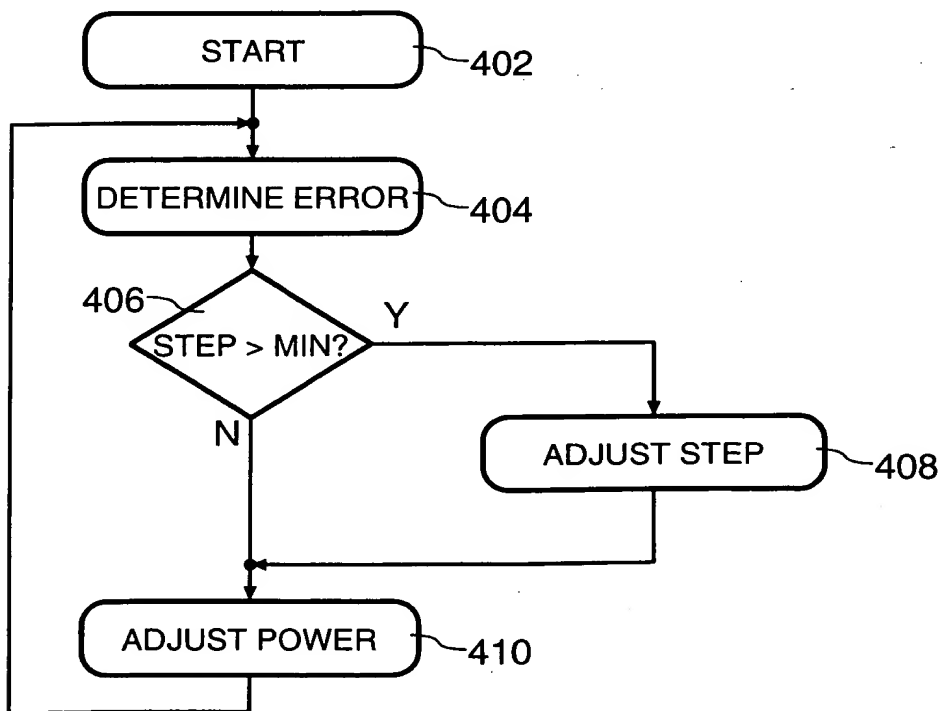 START
402
DETERMINE ERROR
404
406
STEP > MIN?
Y
N
ADJUST STEP
408
ADJUST POWER
410